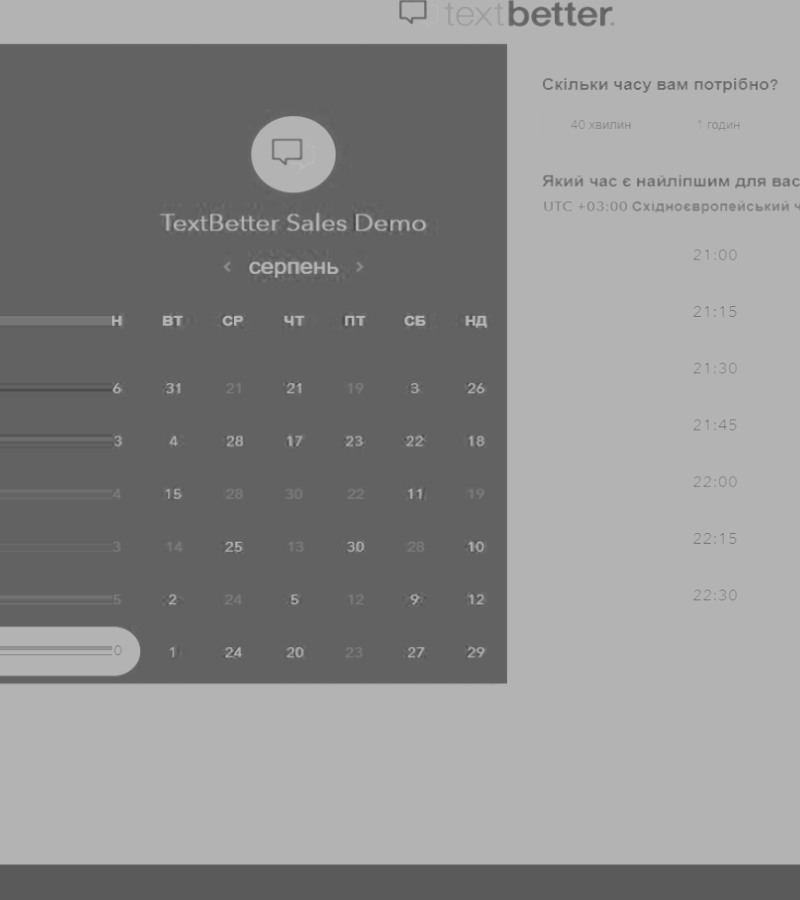 textbetter.
TextBetter Sales Demo
‹ серпень ›
Н ВТ СР ЧТ ПТ СБ НД
6 31 21 21 19 3 26
3 4 28 17 23 22 18
4 15 28 30 22 11 19
3 14 25 13 30 28 10
5 2 24 5 12 9 12
0 1 24 20 23 27 29
Скільки часу вам потрібно?
40 хвилин 1 годин
Який час є найліпшим для вас
UTC +03:00 Східноєвропейський ч
21:00
21:15
21:30
21:45
22:00
22:15
22:30